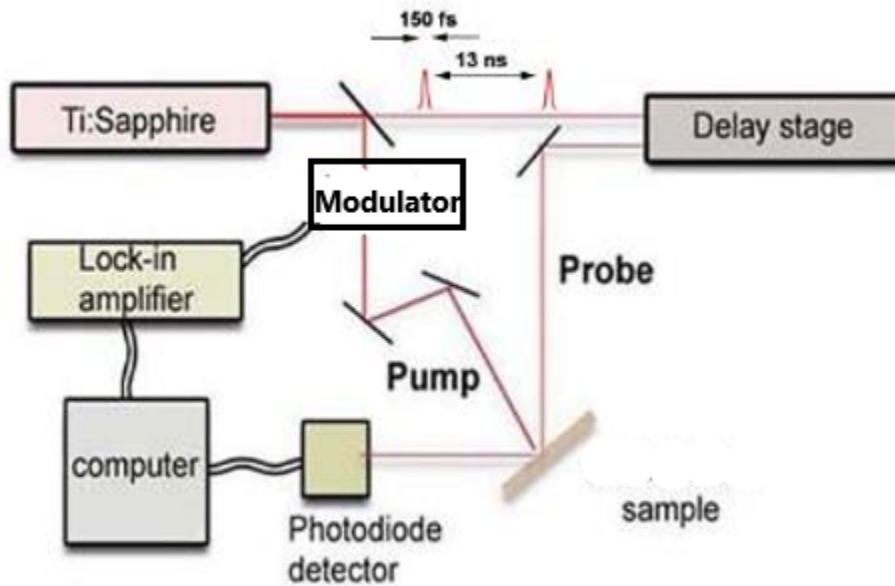 150 fs
13 ns
Ti:Sapphire
Delay stage
Modulator
Lock-in
amplifier
Probe
Pump
computer
Photodiode
detector
sample